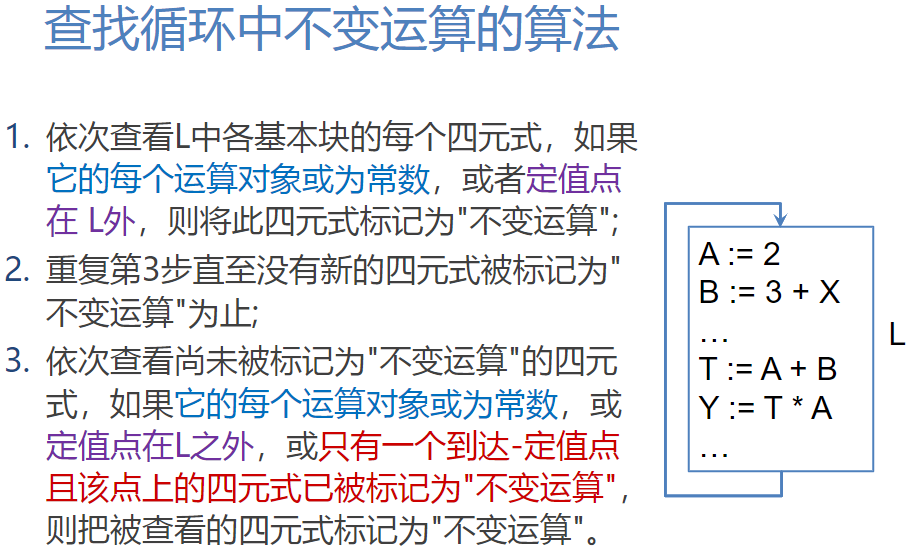 查找循环中不变运算的算法
1. 依次查看L中各基本块的每个四元式，如果
它的每个运算对象或为常数，或者定值点
在 L外，则将此四元式标记为"不变运算";
2. 重复第3步直至没有新的四元式被标记为"
不变运算"为止;
3. 依次查看尚未被标记为"不变运算"的四元
式，如果它的每个运算对象或为常数，或
定值点在L之外，或只有一个到达-定值点
且该点上的四元式已被标记为"不变运算"，
则把被查看的四元式标记为"不变运算"。
A := 2
B := 3 + X
…
T := A + B
Y := T * A
…
L